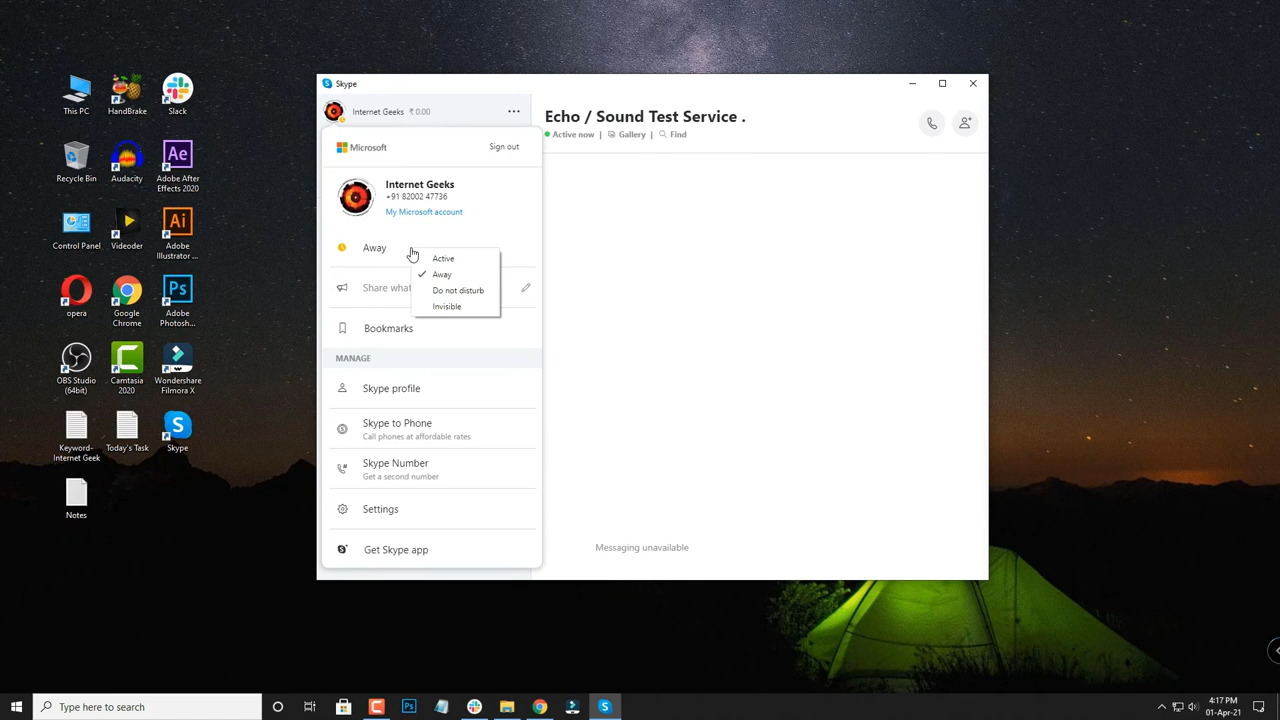 This PC
HandBrake
Slack
Recycle Bin
Audacity
Adobe After
Effects 2020
Control Panel
Videoder
Adobe
Illustrator ...
opera
Google
Chrome
Adobe
Photosh...
OBS Studio
(64bit)
Camtasia
2020
Wondershare
Filmora X
Keyword-
Internet Geek
Today's Task
Skype
Notes
Skype
Internet Geeks ₹ 0.00
Microsoft
Sign out
Internet Geeks
+91 82002 47736
My Microsoft account
Away
Active
Away
Do not disturb
Invisible
Share what
Bookmarks
MANAGE
Skype profile
Skype to Phone
Call phones at affordable rates
Skype Number
Get a second number
Settings
Get Skype app
Echo / Sound Test Service .
Active now | Gallery | Find
Messaging unavailable
Type here to search
4:17 PM
01-Apr-21